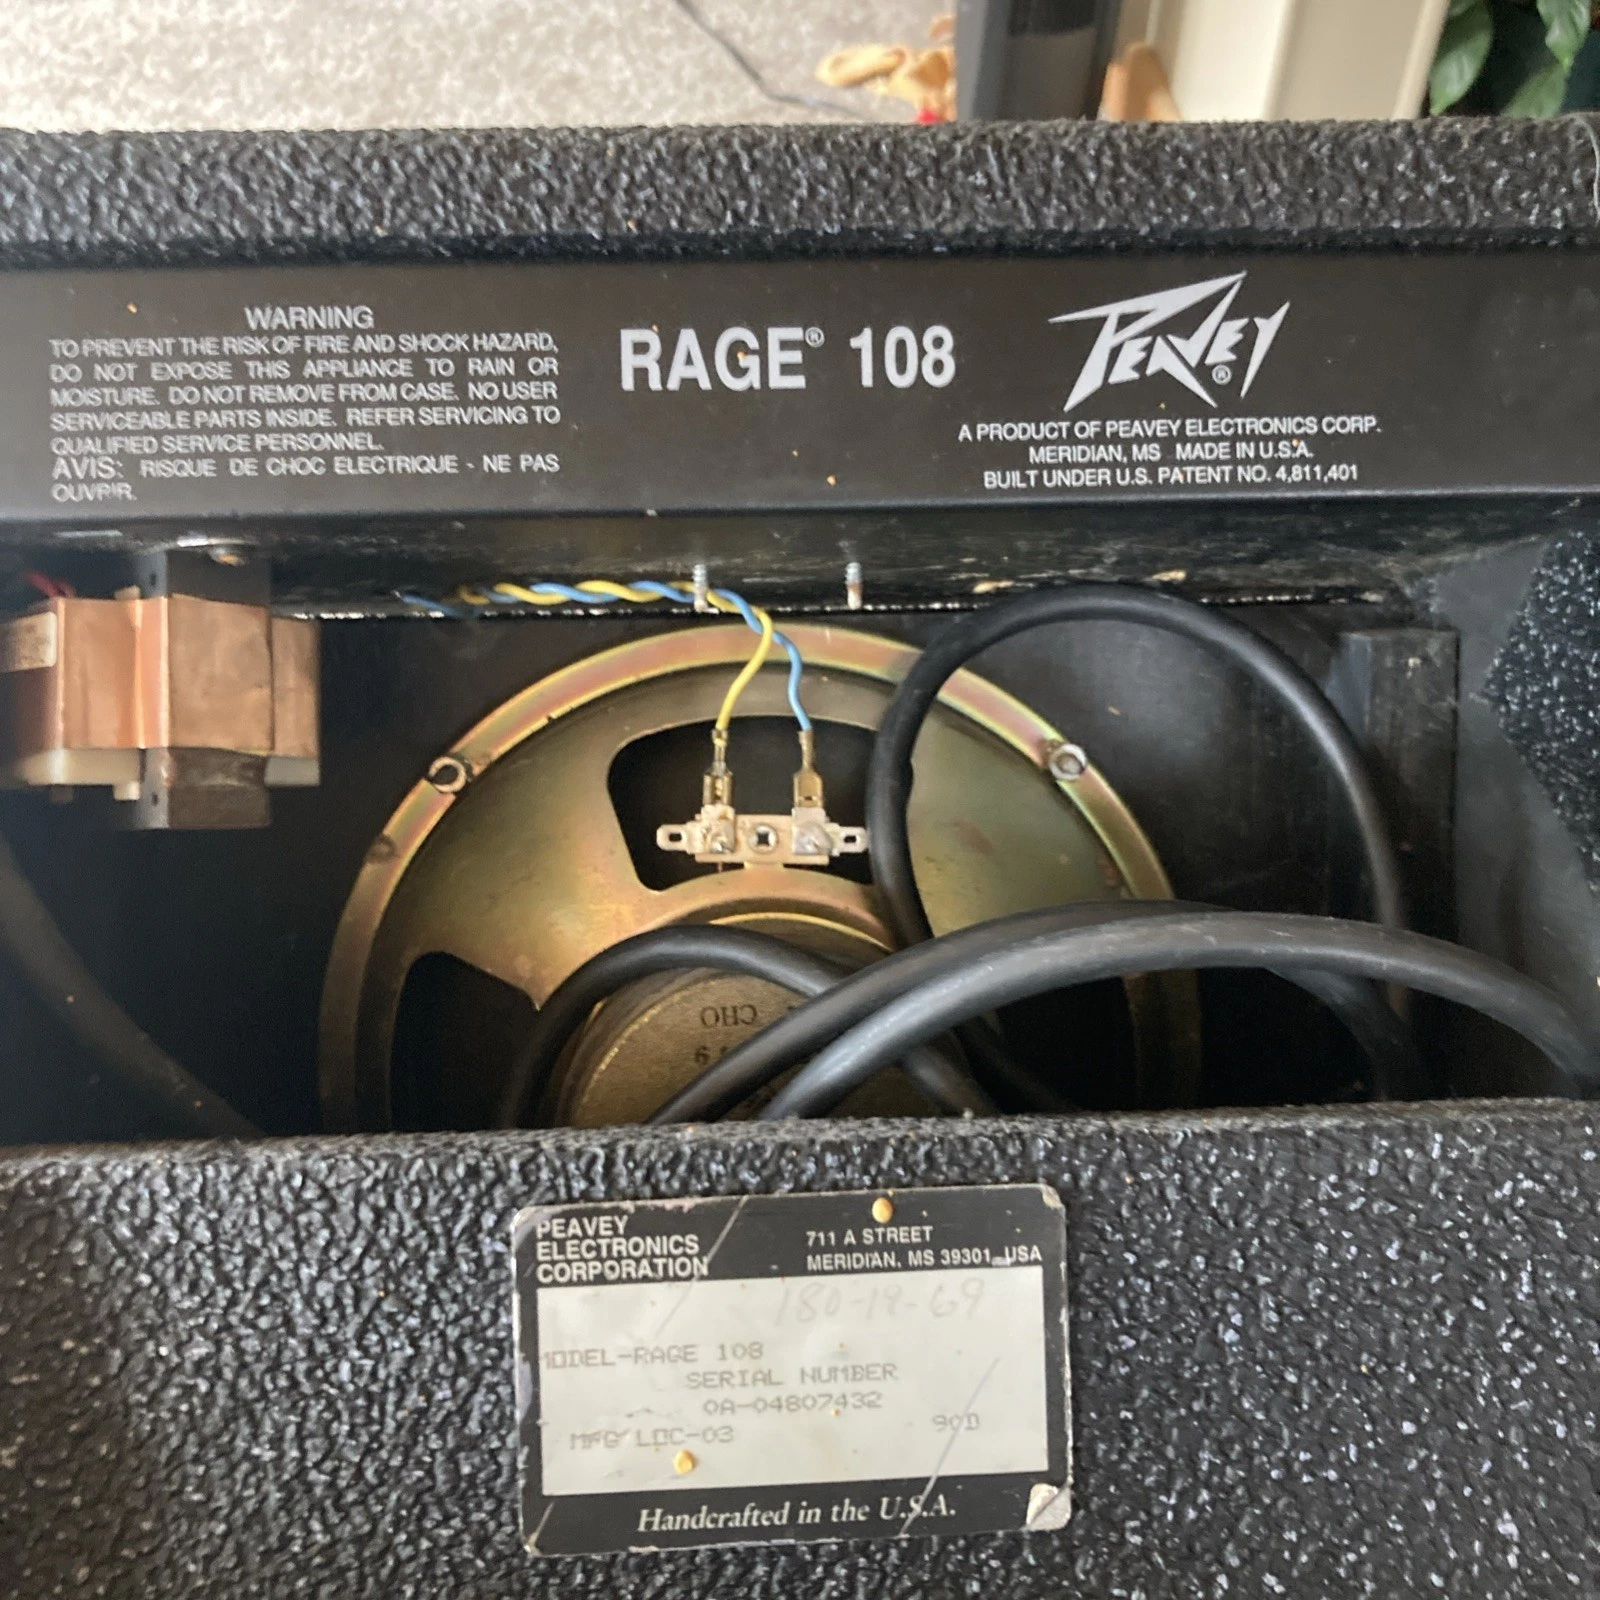 WARNING
TO PREVENT THE RISK OF FIRE AND SHOCK HAZARD,
DO NOT EXPOSE THIS APPLIANCE TO RAIN OR
MOISTURE. DO NOT REMOVE FROM CASE. NO USER
SERVICEABLE PARTS INSIDE. REFER SERVICING TO
QUALIFIED SERVICE PERSONNEL.
AVIS: RISQUE DE CHOC ELECTRIQUE - NE PAS
OUVRIR.
RAGE® 108
PEAVEY®
A PRODUCT OF PEAVEY ELECTRONICS CORP.
MERIDIAN, MS MADE IN U.S.A.
BUILT UNDER U.S. PATENT NO. 4,811,401
CHO
PEAVEY
ELECTRONICS
CORPORATION
711 A STREET
MERIDIAN, MS 39301 USA
180-19-69
MODEL-RAGE 108
SERIAL NUMBER
0A-04807432
MFG LOC-03
90D
Handcrafted in the U.S.A.